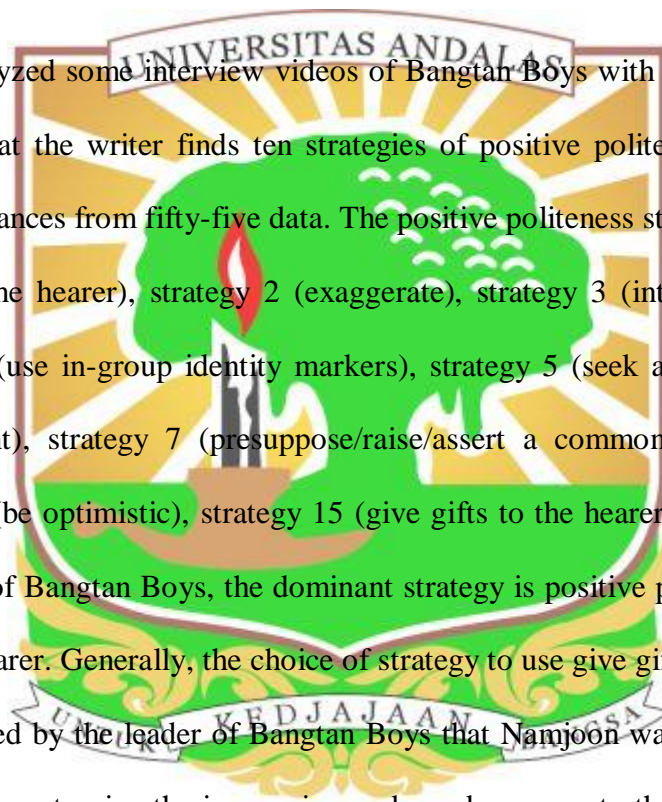 UNIVERSITAS ANDALAS
yzed some interview videos of Bangtan Boys with
at the writer finds ten strategies of positive polite
ances from fifty-five data. The positive politeness st
he hearer), strategy 2 (exaggerate), strategy 3 (int
(use in-group identity markers), strategy 5 (seek a
t), strategy 7 (presuppose/raise/assert a common
(be optimistic), strategy 15 (give gifts to the hearer
of Bangtan Boys, the dominant strategy is positive p
arer. Generally, the choice of strategy to use give gi
ed by the leader of Bangtan Boys that Namjoon wa
UNTUK KEDJAJAAN BANGSA